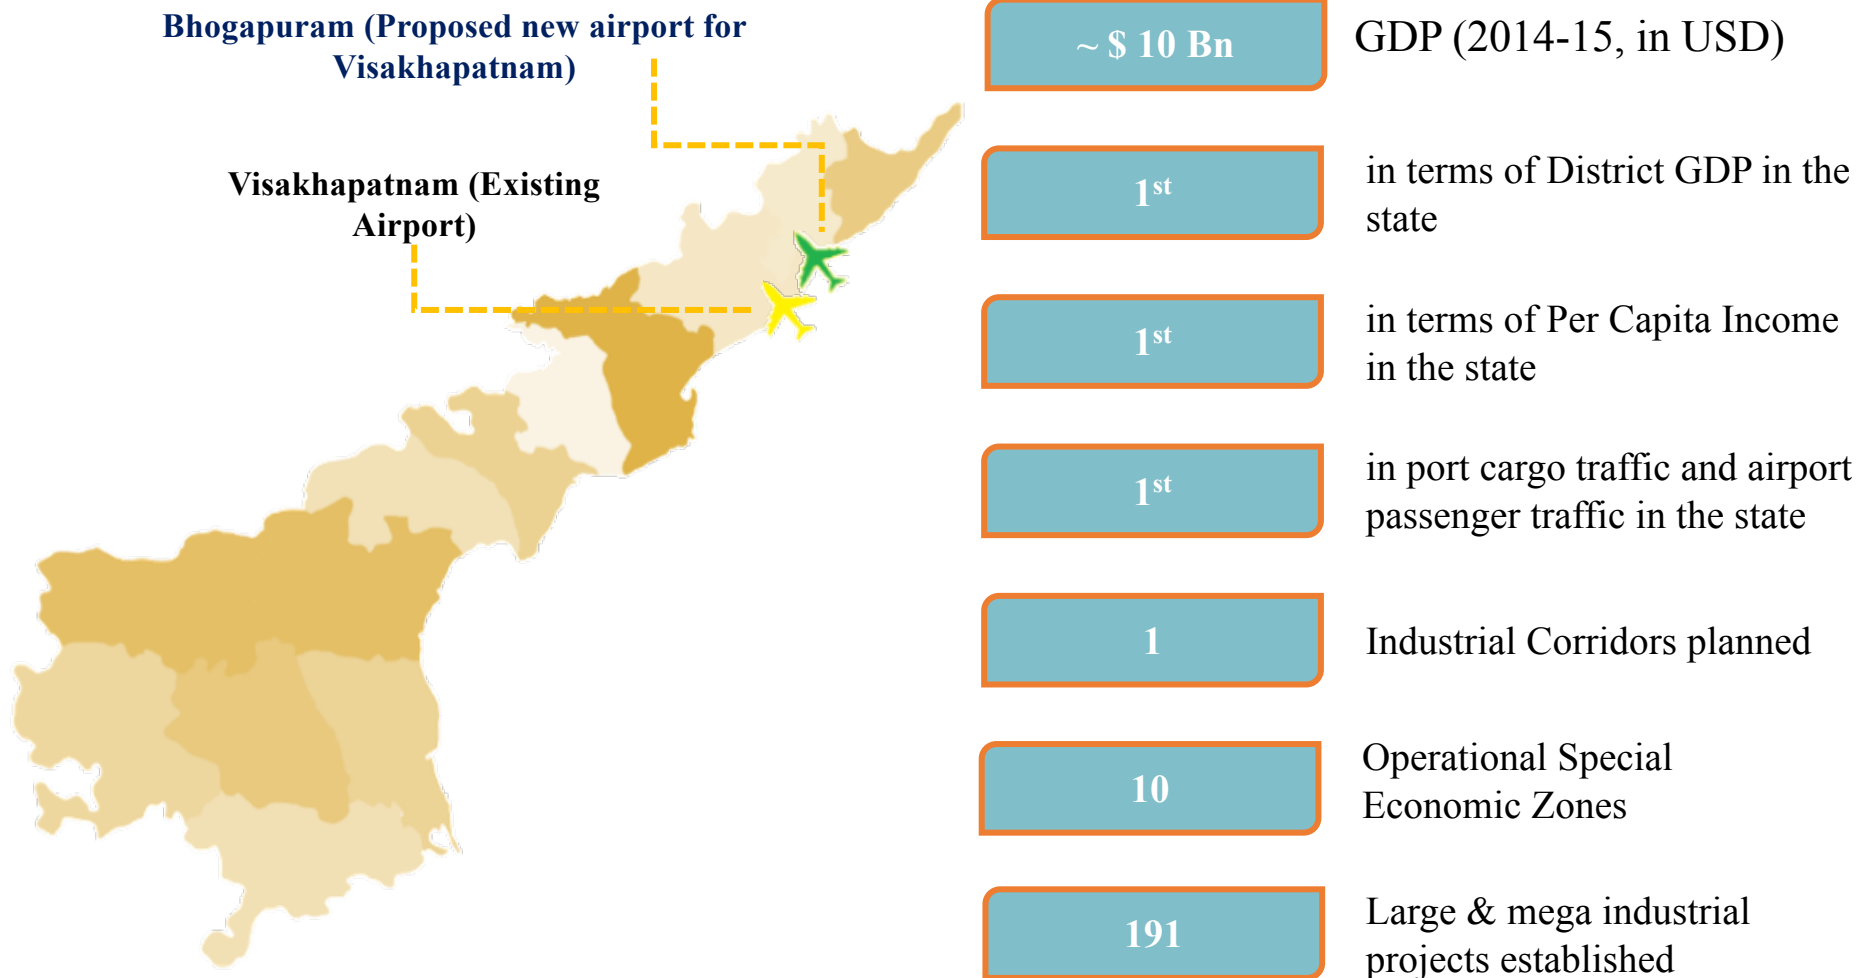 Bhogapuram (Proposed new airport for
Visakhapatnam)
Visakhapatnam (Existing
Airport)
~ $ 10 Bn
GDP (2014-15, in USD)
1st
in terms of District GDP in the
state
1st
in terms of Per Capita Income
in the state
1st
in port cargo traffic and airport
passenger traffic in the state
1
Industrial Corridors planned
10
Operational Special
Economic Zones
191
Large & mega industrial
projects established